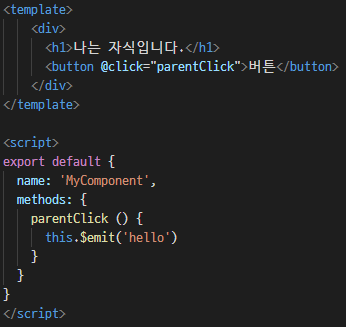 <template>
    <div>
      <h1>나는 자식입니다.</h1>
      <button @click="parentClick">버튼</button>
    </div>
</template>

<script>
export default {
  name: 'MyComponent',
  methods: {
    parentClick () {
      this.$emit('hello')
    }
  }
}
</script>